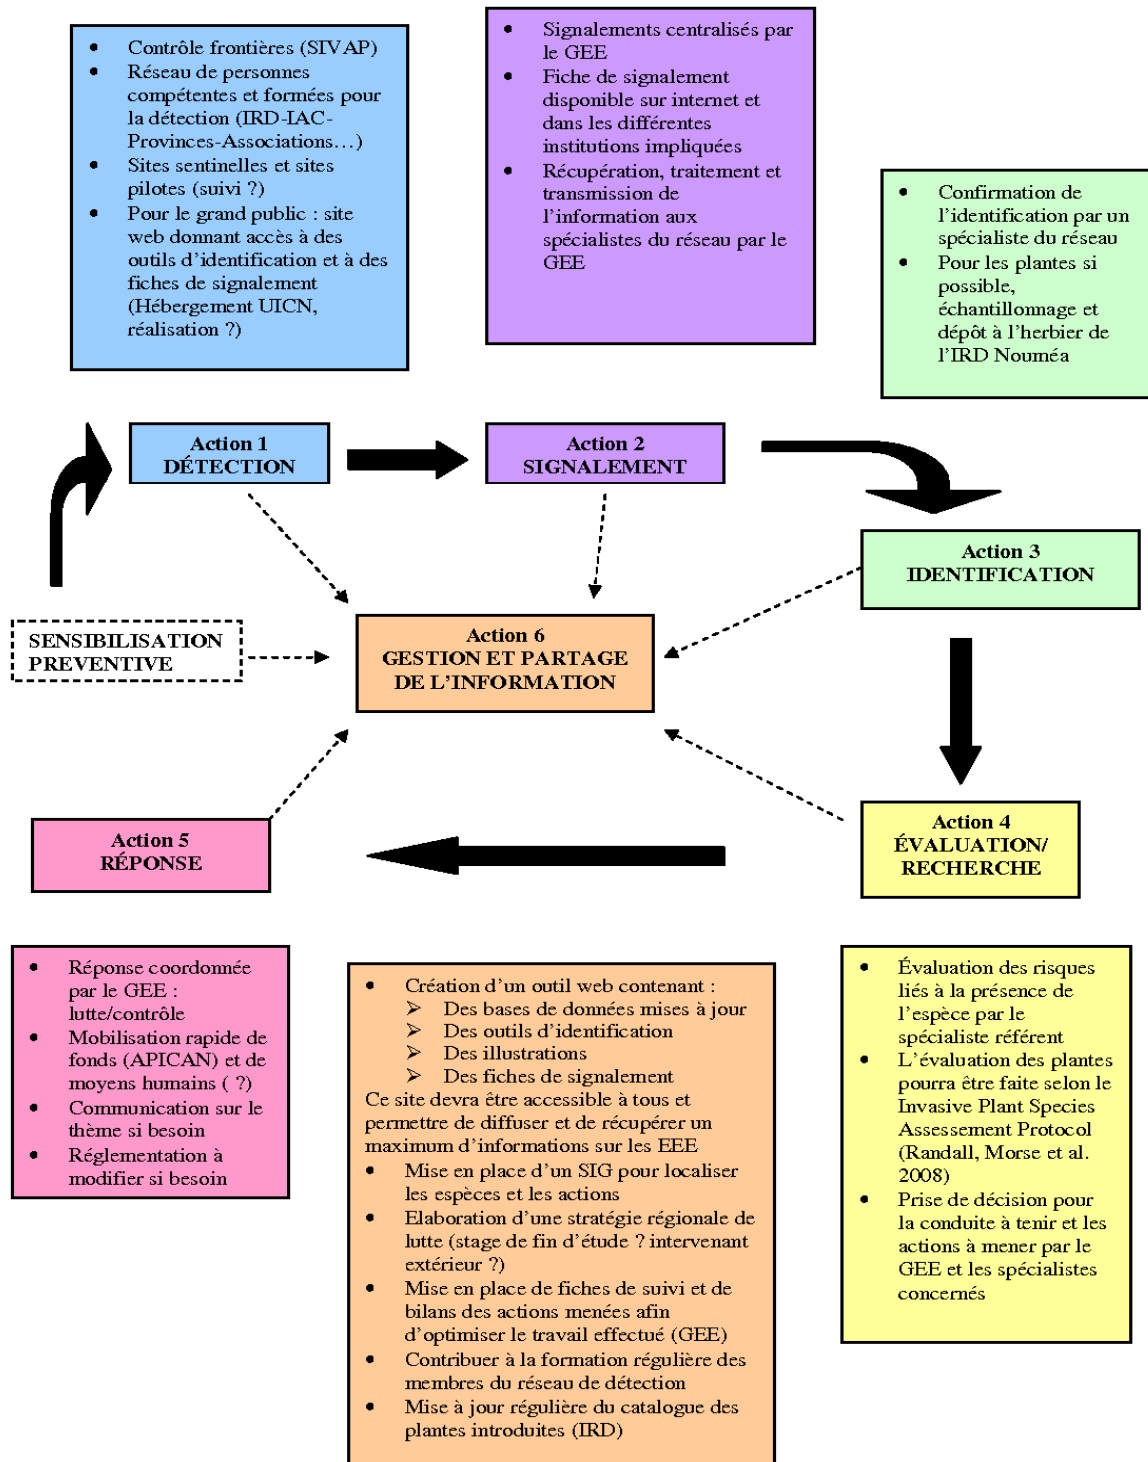 • Contrôle frontières (SIVAP)
• Réseau de personnes
compétentes et formées pour
la détection (IRD-IAC-
Provinces-Associations…)
• Sites sentinelles et sites
pilotes (suivi ?)
• Pour le grand public : site
web donnant accès à des
outils d’identification et à des
fiches de signalement
(Hébergement UICN,
réalisation ?)
• Signalements centralisés par
le GEE
• Fiche de signalement
disponible sur internet et
dans les différentes
institutions impliquées
• Récupération, traitement et
transmission de
l’information aux
spécialistes du réseau par le
GEE
• Confirmation de
l’identification par un
spécialiste du réseau
• Pour les plantes si
possible,
échantillonnage et
dépôt à l’herbier de
l’IRD Nouméa
Action 1
DÉTECTION
Action 2
SIGNALEMENT
Action 3
IDENTIFICATION
SENSIBILISATION
PREVENTIVE
Action 6
GESTION ET PARTAGE
DE L’INFORMATION
Action 5
RÉPONSE
Action 4
ÉVALUATION/
RECHERCHE
• Réponse coordonnée
par le GEE :
lutte/contrôle
• Mobilisation rapide de
fonds (APICAN) et de
moyens humains ( ?)
• Communication sur le
thème si besoin
• Réglementation à
modifier si besoin
• Création d’un outil web contenant :
➢ Des bases de données mises à jour
➢ Des outils d’identification
➢ Des illustrations
➢ Des fiches de signalement
Ce site devra être accessible à tous et
permettre de diffuser et de récupérer un
maximum d’informations sur les EEE
• Mise en place d’un SIG pour localiser
les espèces et les actions
• Elaboration d’une stratégie régionale de
lutte (stage de fin d’étude ? intervenant
extérieur ?)
• Mise en place de fiches de suivi et de
bilans des actions menées afin
d’optimiser le travail effectué (GEE)
• Contribuer à la formation régulière des
membres du réseau de détection
• Mise à jour régulière du catalogue des
plantes introduites (IRD)
• Évaluation des risques
liés à la présence de
l’espèce par le
spécialiste référent
• L’évaluation des plantes
pourra être faite selon le
Invasive Plant Species
Assessement Protocol
(Randall, Morse et al.
2008)
• Prise de décision pour
la conduite à tenir et les
actions à mener par le
GEE et les spécialistes
concernés